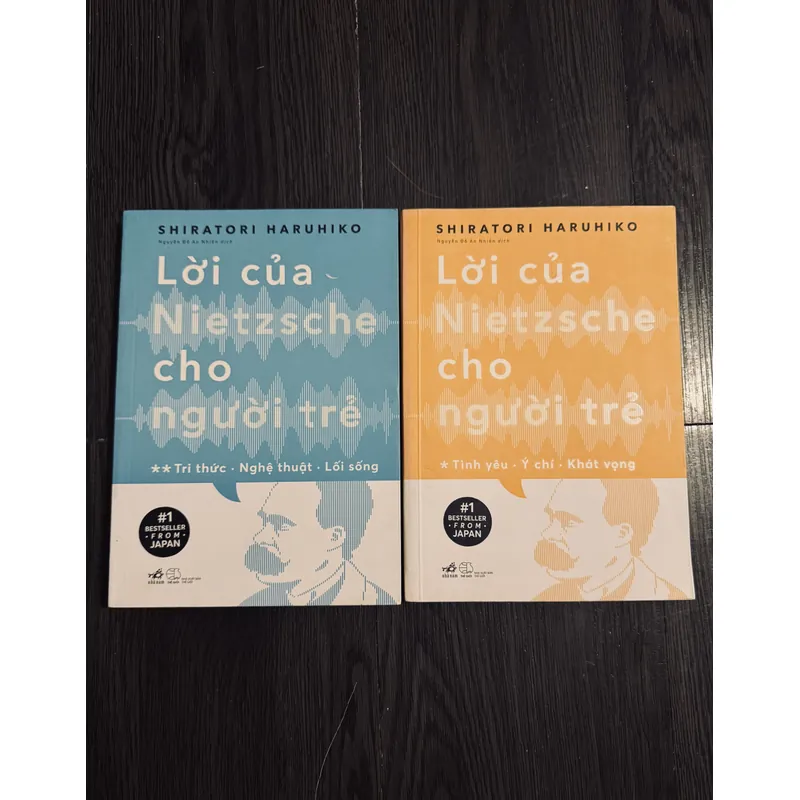 SHIRATORI HARUHIKO
Nguyễn Đỗ An Nhiên dịch
Lời của
Nietzsche
cho
người trẻ
**Tri thức · Nghệ thuật · Lối sống
#1
BESTSELLER
· FROM ·
JAPAN
SHIRATORI HARUHIKO
Nguyễn Đỗ An Nhiên dịch
Lời của
Nietzsche
cho
người trẻ
*Tình yêu · Ý chí · Khát vọng
#1
BESTSELLER
· FROM ·
JAPAN